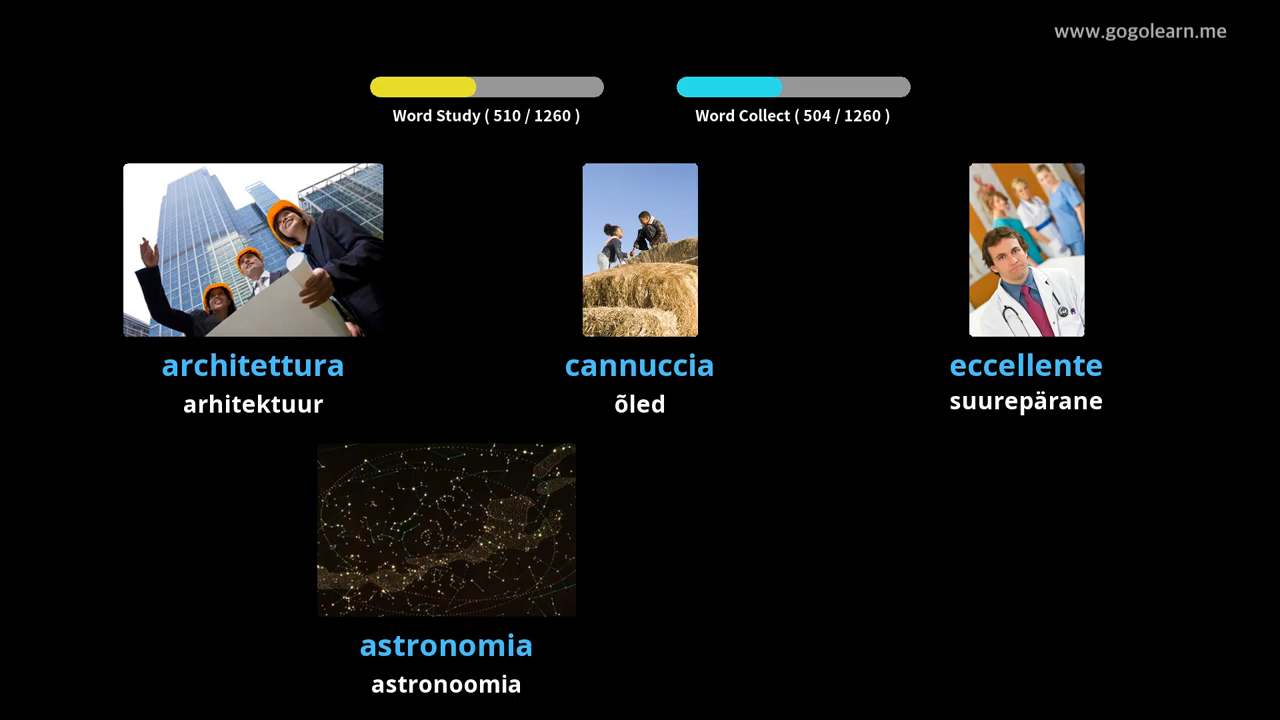 www.gogolearn.me
Word Study ( 510 / 1260 )
Word Collect ( 504 / 1260 )
architettura
arhitektuur
cannuccia
õled
eccellente
suurepärane
astronomia
astronoomia